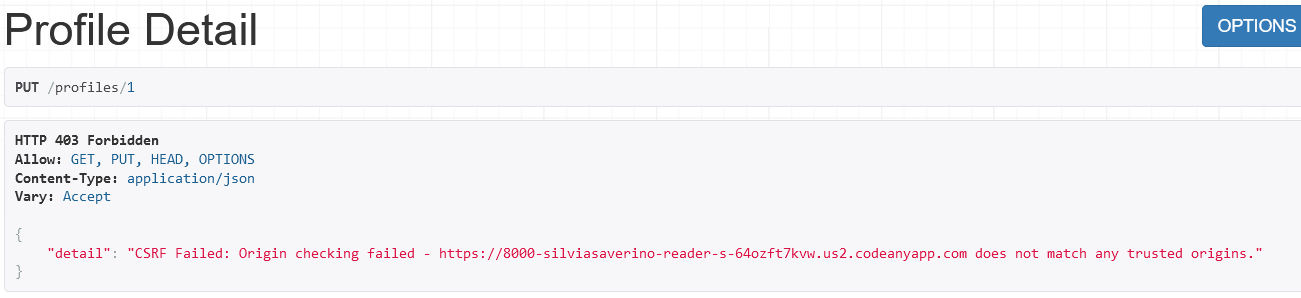 Profile Detail
OPTIONS
PUT /profiles/1
HTTP 403 Forbidden
Allow: GET, PUT, HEAD, OPTIONS
Content-Type: application/json
Vary: Accept
{
    "detail": "CSRF Failed: Origin checking failed - https://8000-silviasaverino-reader-s-64ozft7kvw.us2.codeanyapp.com does not match any trusted origins."
}